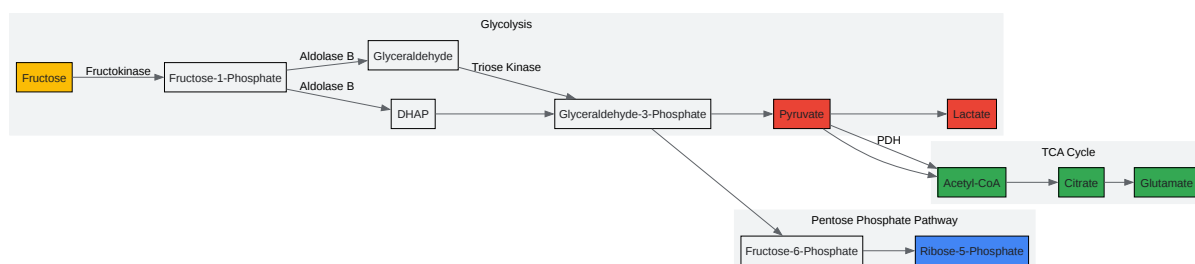 Glycolysis
Fructose
Fructokinase
Fructose-1-Phosphate
Aldolase B
Aldolase B
Glyceraldehyde
Triose Kinase
DHAP
Glyceraldehyde-3-Phosphate
Pyruvate
Lactate
PDH
TCA Cycle
Acetyl-CoA
Citrate
Glutamate
Pentose Phosphate Pathway
Fructose-6-Phosphate
Ribose-5-Phosphate